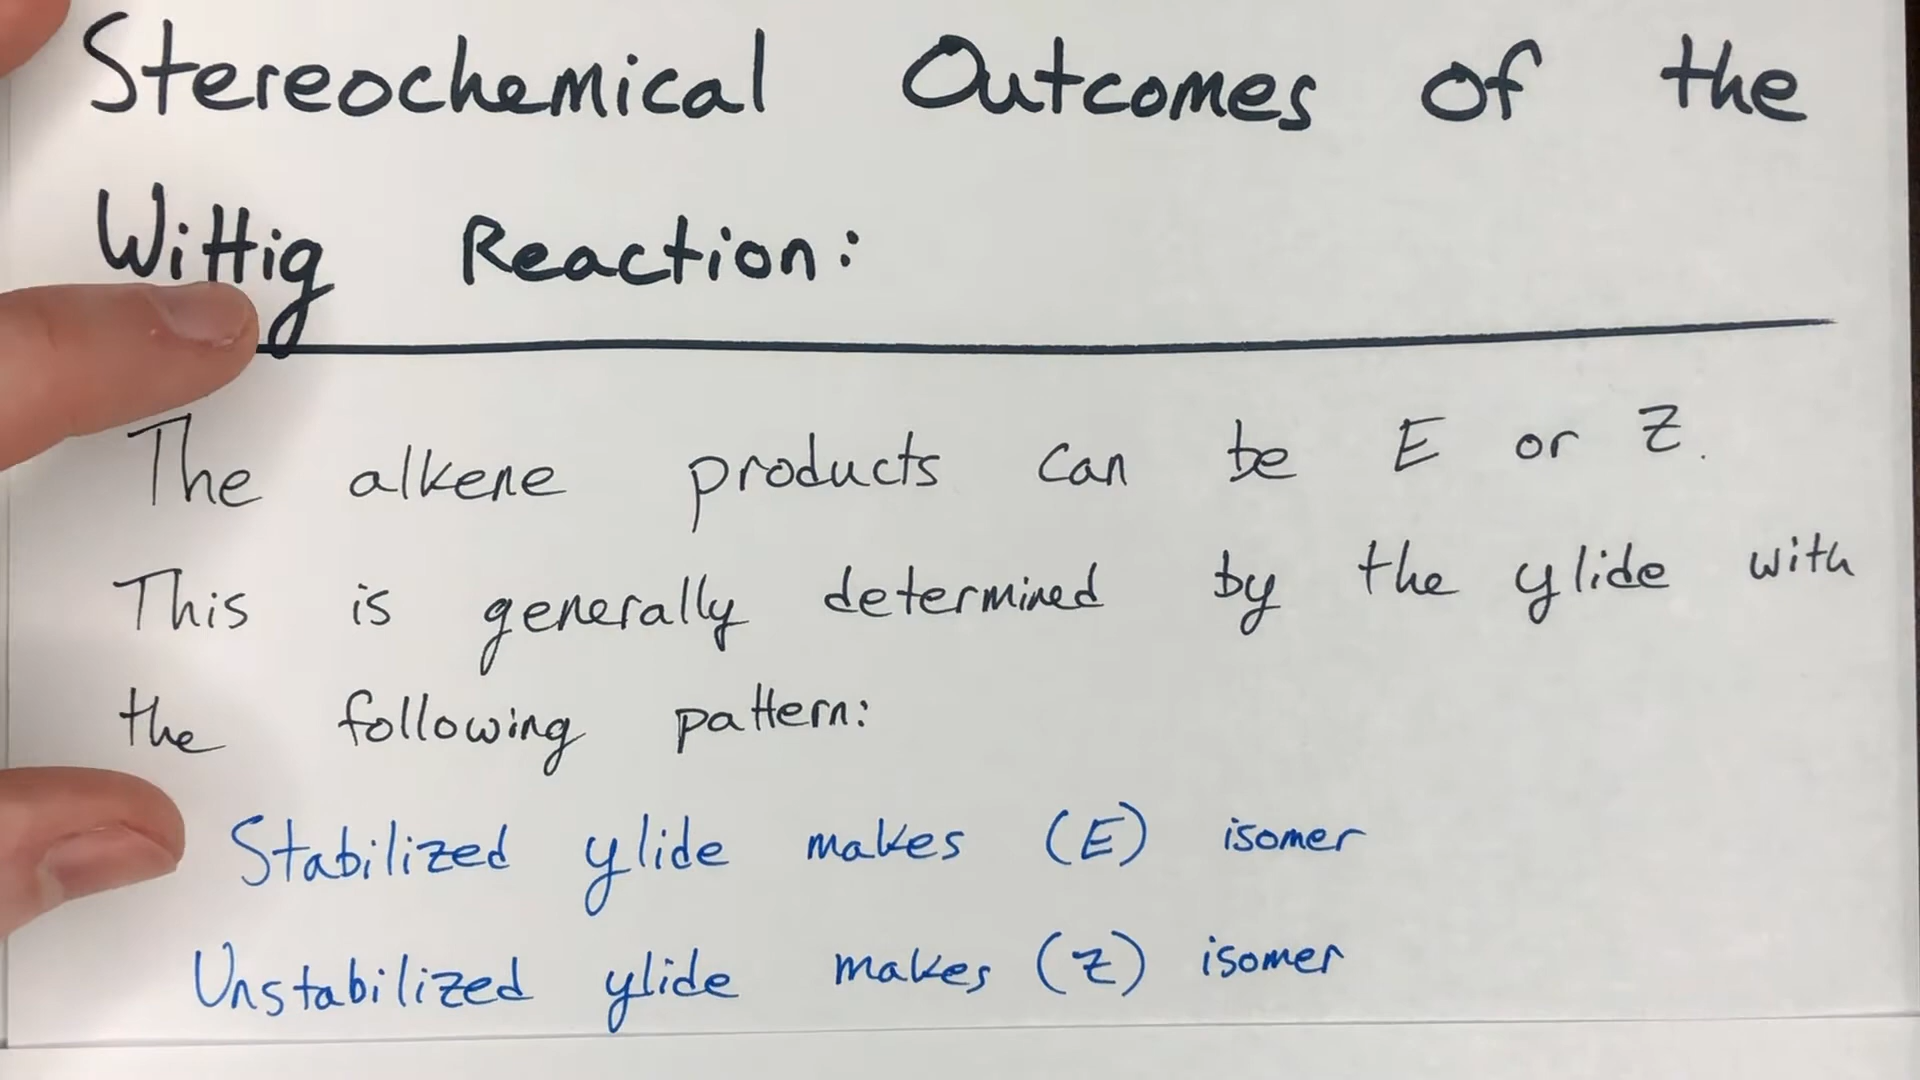 Stereochemical Outcomes of the
Wittig Reaction:
The alkene products can be E or Z.
This is generally determined by the ylide with
the following pattern:
Stabilized ylide makes (E) isomer
Unstabilized ylide makes (Z) isomer